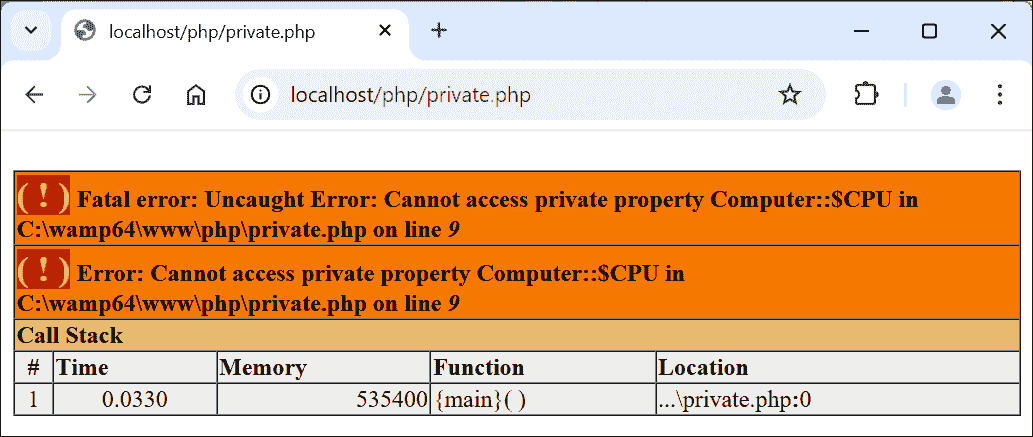 localhost/php/private.php
localhost/php/private.php
( ! ) Fatal error: Uncaught Error: Cannot access private property Computer::$CPU in
C:\wamp64\www\php\private.php on line 9
( ! ) Error: Cannot access private property Computer::$CPU in
C:\wamp64\www\php\private.php on line 9
Call Stack
# Time Memory Function Location
1 0.0330 535400 {main}( ) ...\private.php:0